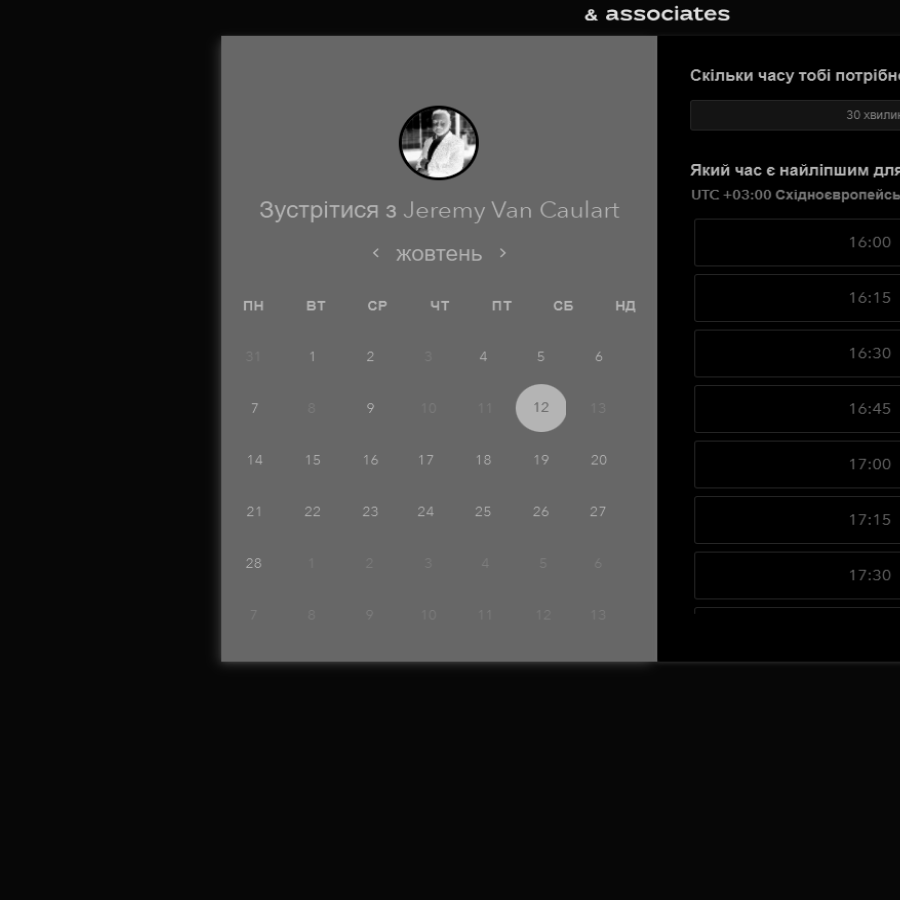 & associates
Зустрітися з Jeremy Van Caulart
‹ жовтень ›
ПН ВТ СР ЧТ ПТ СБ НД
31 1 2 3 4 5 6
7 8 9 10 11 12 13
14 15 16 17 18 19 20
21 22 23 24 25 26 27
28 1 2 3 4 5 6
7 8 9 10 11 12 13
Скільки часу тобі
30
Який час є найліпшим для
UTC +03:00
16:00
16:15
16:30
16:45
17:00
17:15
17:30